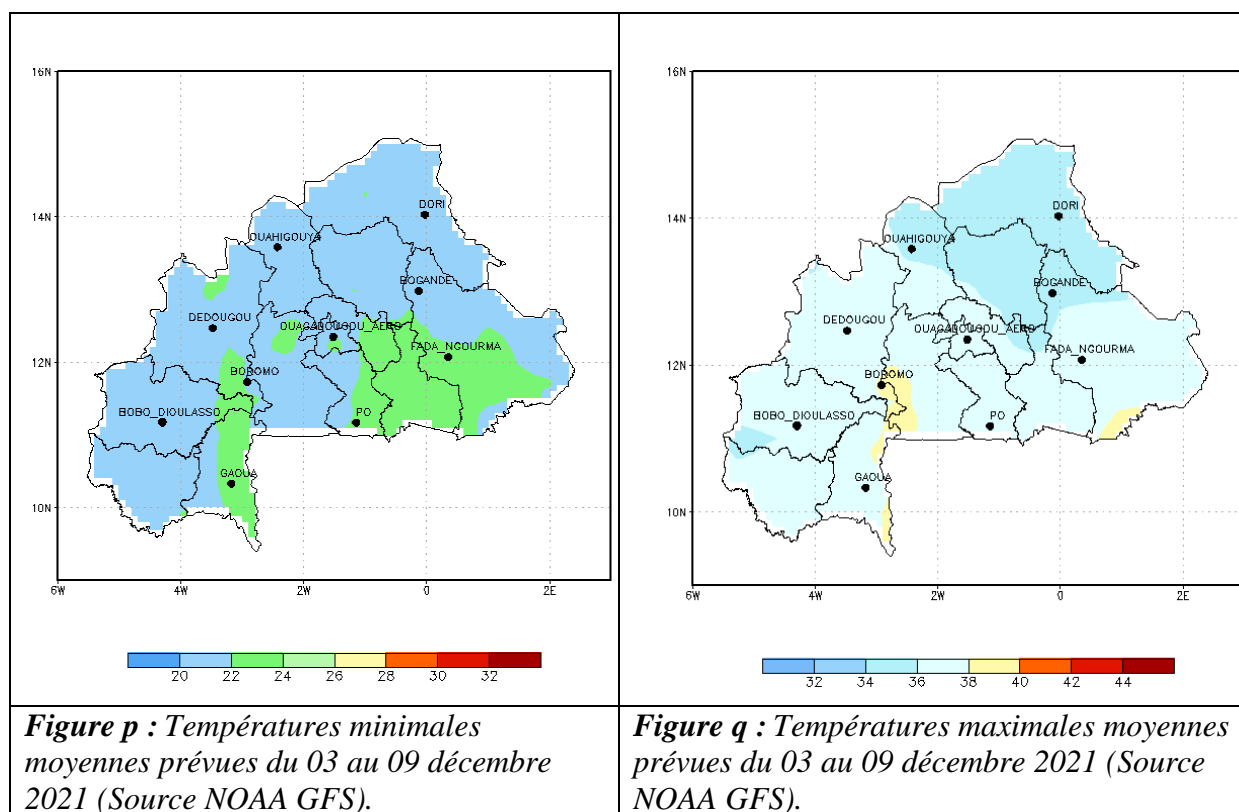 16N
14N
12N
10N
6W 4W 2W 0 2E
DORI
OUAHIGOUYA
BOGANDE
DEDOUGOU
FADA_NGOURMA
BOROMO
BOBO_DIOULASSO
PO
GAOUA
20 22 24 26 28 30 32
Figure p : Températures minimales
moyennes prévues du 03 au 09 décembre
2021 (Source NOAA GFS).
16N
14N
12N
10N
6W 4W 2W 0 2E
DORI
OUAHIGOUYA
BOGANDE
DEDOUGOU
FADA_NGOURMA
BOROMO
BOBO_DIOULASSO
PO
GAOUA
32 34 36 38 40 42 44
Figure q : Températures maximales moyennes
prévues du 03 au 09 décembre 2021 (Source
NOAA GFS).